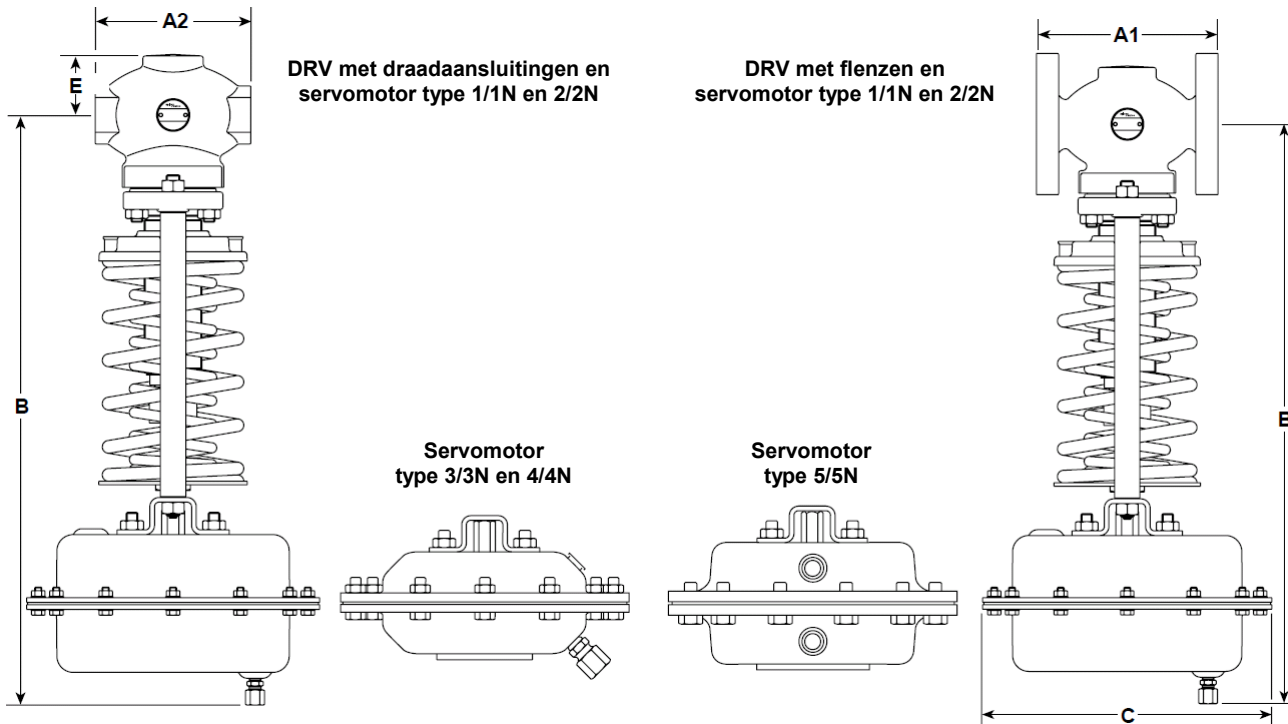 A2
E
DRV met draadaansluitingen en
servomotor type 1/1N en 2/2N
A1
DRV met flenzen en
servomotor type 1/1N en 2/2N
B
B
Servomotor
type 3/3N en 4/4N
Servomotor
type 5/5N
C